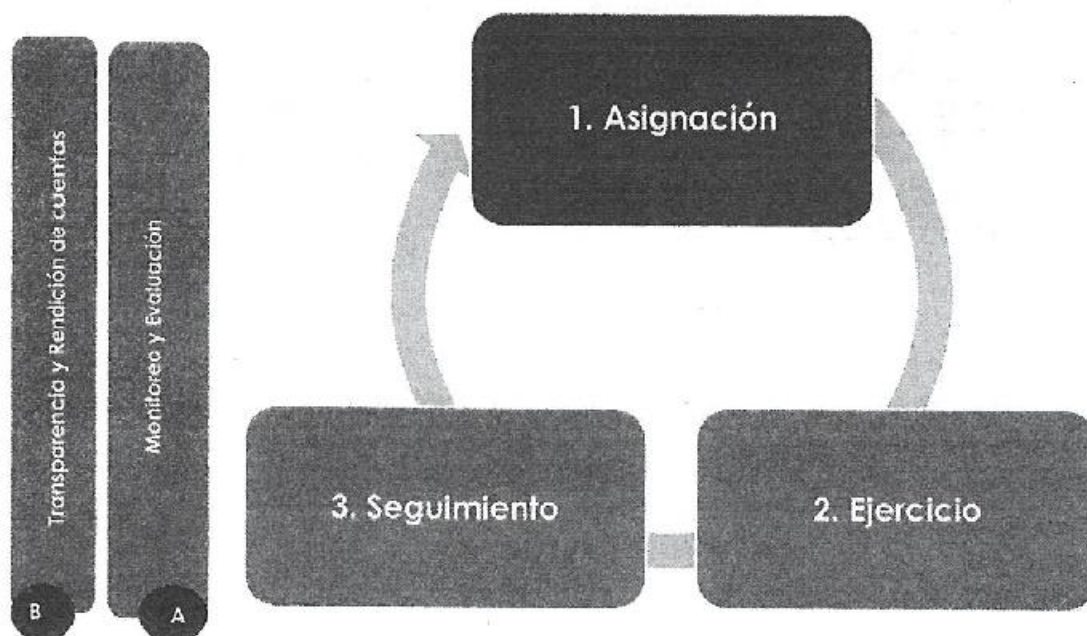 Transparencia y Rendición de cuentas
B
Monitoreo y Evaluación
A
1. Asignación
2. Ejercicio
3. Seguimiento